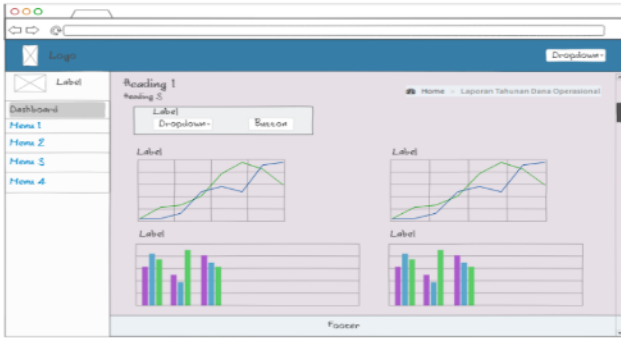 Logo
Dropdown
Label
Dashboard
Menu 1
Menu 2
Menu 3
Menu 4
Heading 1
Heading 3
Home - Laporan Tahunan Dana Operasional
Label
Dropdown
Button
Label
Label
Label
Label
Footer